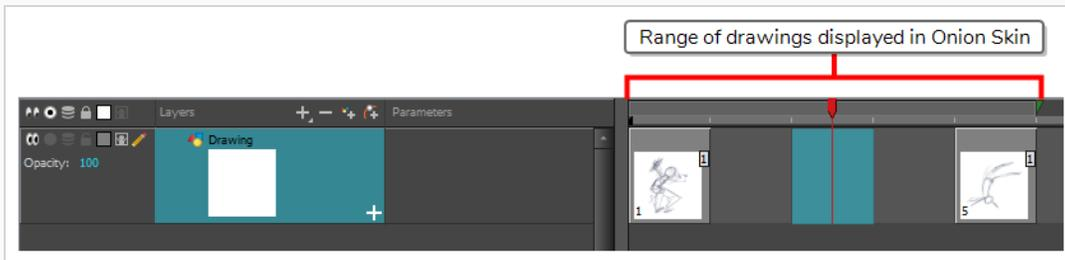 Range of drawings displayed in Onion Skin
Layers
Parameters
Drawing
Opacity: 100
1
1
1
5